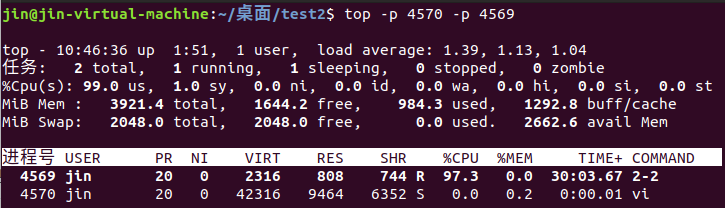 jin@jin-virtual-machine:~/桌面/test2$ top -p 4570 -p 4569
top - 10:46:36 up  1:51,  1 user,  load average: 1.39, 1.13, 1.04
任务:   2 total,   1 running,   1 sleeping,   0 stopped,   0 zombie
%Cpu(s): 99.0 us,  1.0 sy,  0.0 ni,  0.0 id,  0.0 wa,  0.0 hi,  0.0 si,  0.0 st
MiB Mem :   3921.4 total,   1644.2 free,    984.3 used,   1292.8 buff/cache
MiB Swap:   2048.0 total,   2048.0 free,      0.0 used.   2662.6 avail Mem
进程号 USER      PR  NI    VIRT    RES    SHR    %CPU  %MEM     TIME+ COMMAND
4569 jin       20   0    2316    808    744 R  97.3   0.0  30:03.67 2-2
4570 jin       20   0   42316   9464   6352 S   0.0   0.2   0:00.01 vi